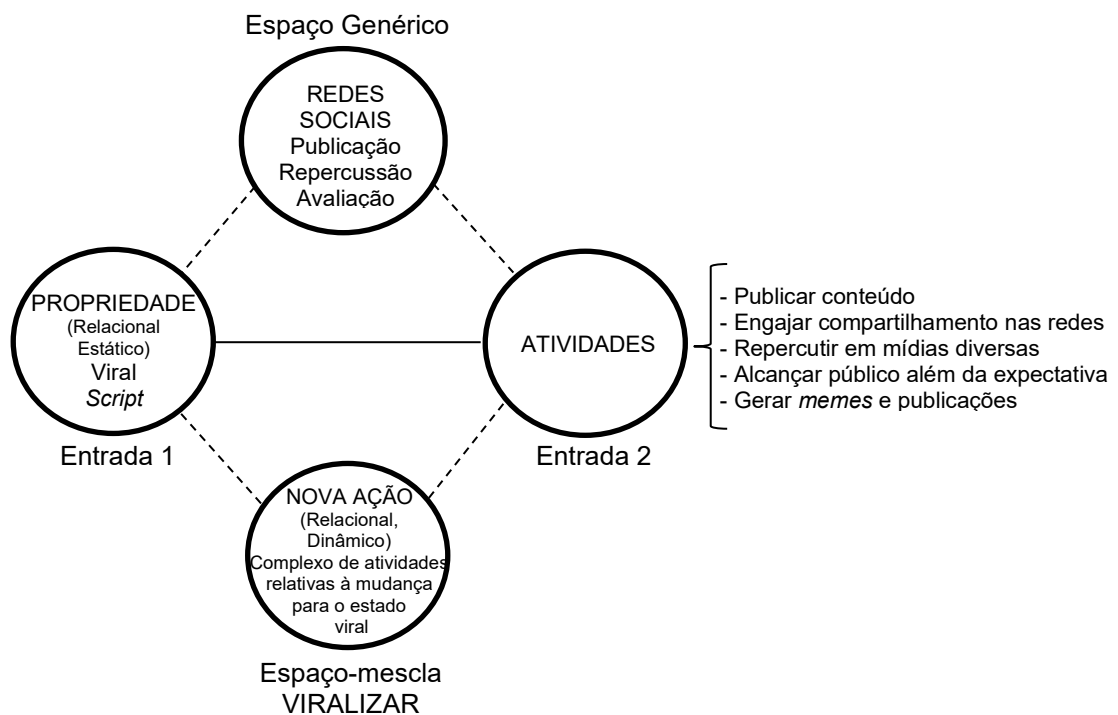 Espaço Genérico
REDES
SOCIAIS
Publicação
Repercussão
Avaliação
PROPRIEDADE
(Relacional
Estático)
Viral
Script
Entrada 1
ATIVIDADES
Entrada 2
- Publicar conteúdo
- Engajar compartilhamento nas redes
- Repercutir em mídias diversas
- Alcançar público além da expectativa
- Gerar memes e publicações
NOVA AÇÃO
(Relacional,
Dinâmico)
Complexo de atividades
relativas à mudança
para o estado
viral
Espaço-mescla
VIRALIZAR